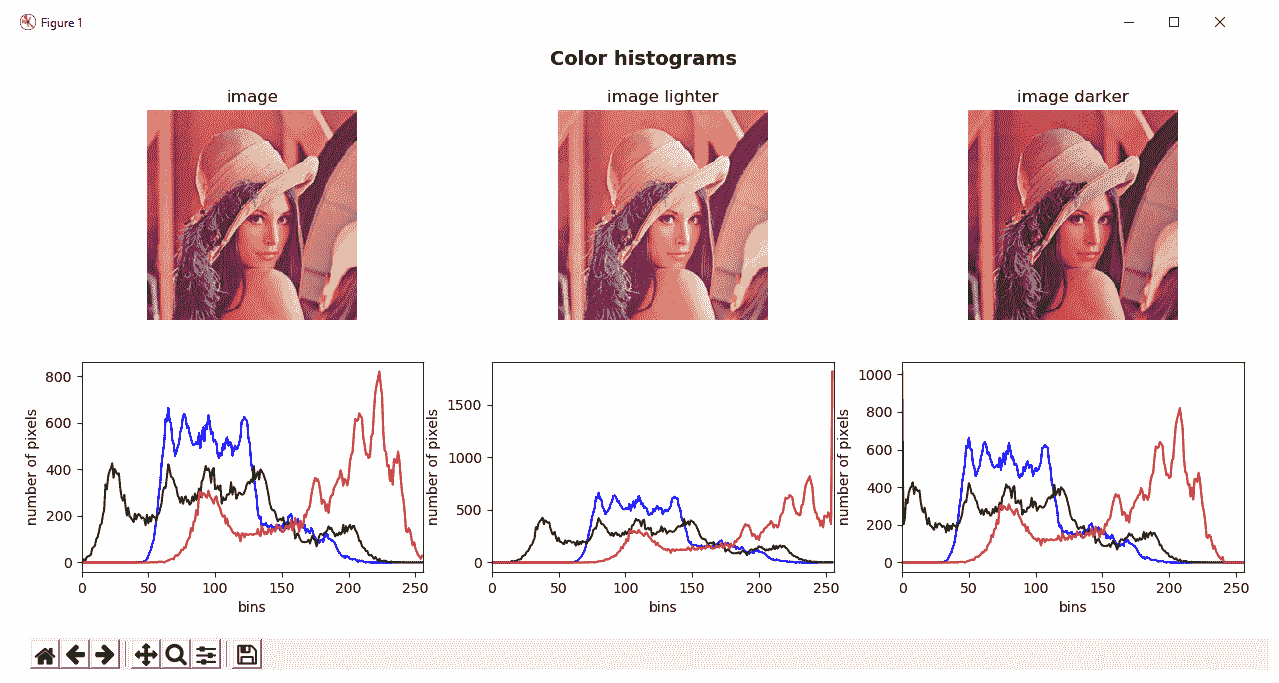 Figure 1
Color histograms
image
image lighter
image darker
number of pixels
800
600
400
200
0
0 50 100 150 200 250
bins
number of pixels
1500
1000
500
0
0 50 100 150 200 250
bins
number of pixels
1000
800
600
400
200
0
0 50 100 150 200 250
bins